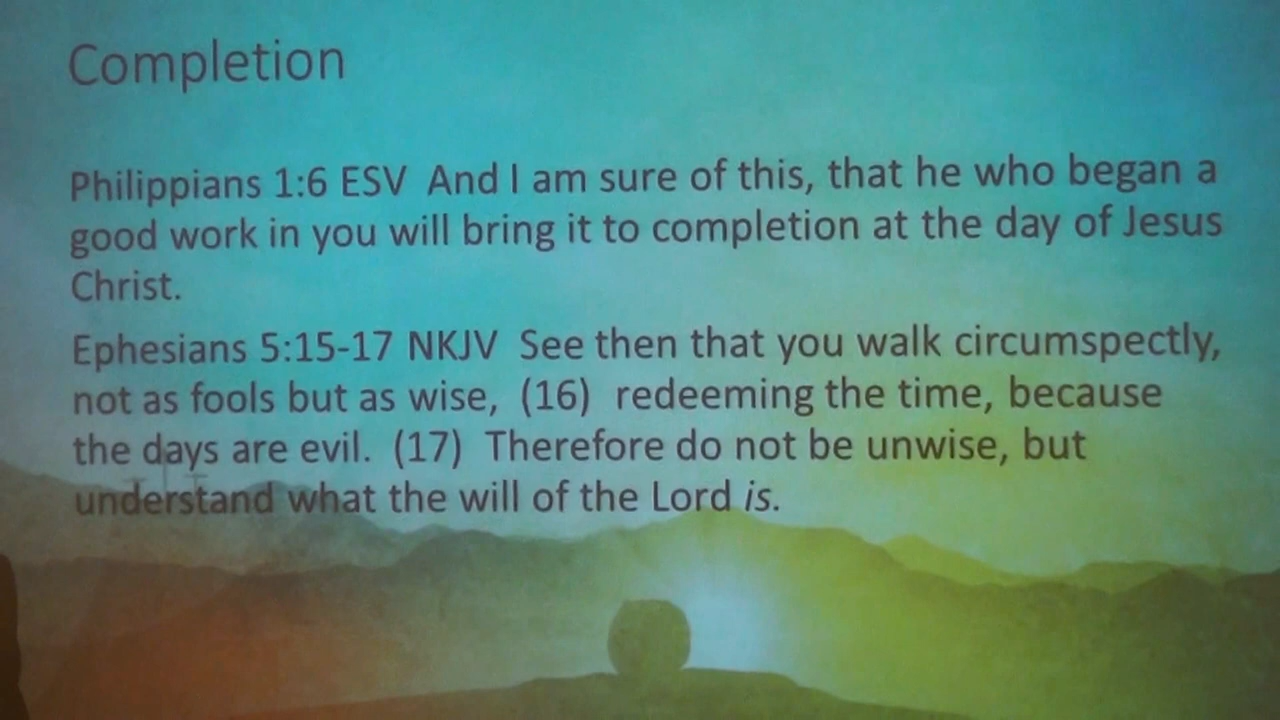 Completion
Philippians 1:6 ESV And I am sure of this, that he who began a
good work in you will bring it to completion at the day of Jesus
Christ.
Ephesians 5:15-17 NKJV See then that you walk circumspectly,
not as fools but as wise, (16) redeeming the time, because
the days are evil. (17) Therefore do not be unwise, but
understand what the will of the Lord is.